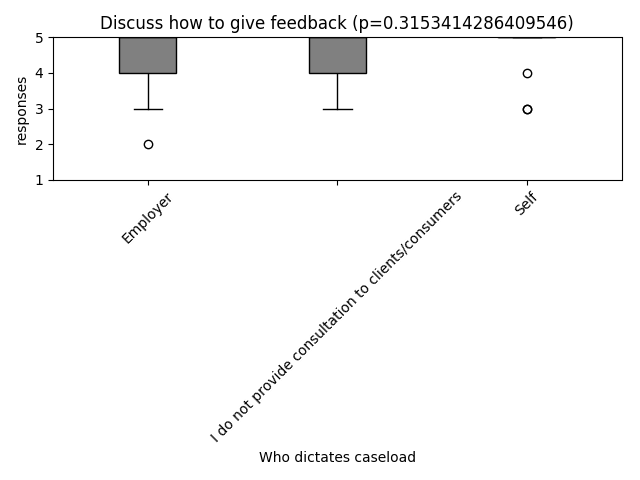 Discuss how to give feedback (p=0.3153414286409546)
responses
5
4
3
2
1
Employer
I do not provide consultation to clients/consumers
Self
Who dictates caseload